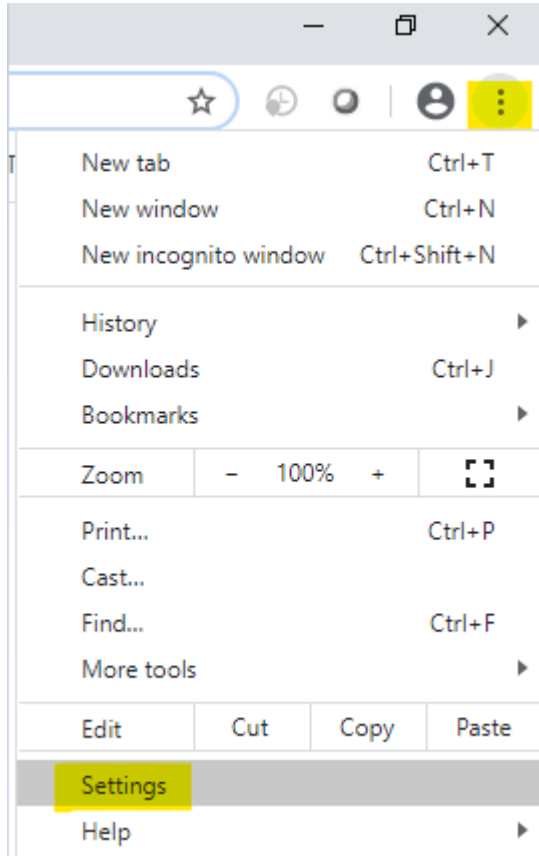 New tab Ctrl+T
New window Ctrl+N
New incognito window Ctrl+Shift+N
History
Downloads Ctrl+J
Bookmarks
Zoom - 100% +
Print... Ctrl+P
Cast...
Find... Ctrl+F
More tools
Edit Cut Copy Paste
Settings
Help